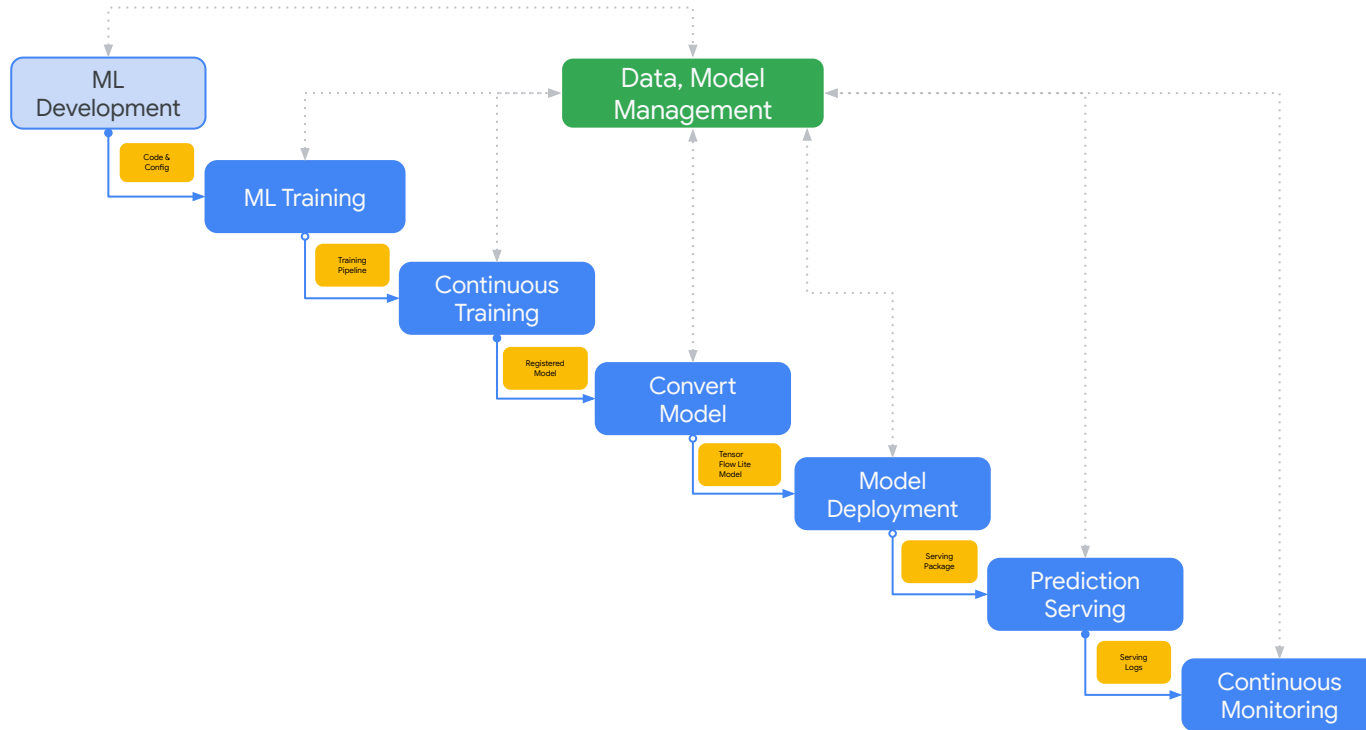 ML
Development
Data, Model
Management
Code &
Config
ML Training
Training
Pipeline
Continuous
Training
Registered
Model
Convert
Model
Tensor
Flow Lite
Model
Model
Deployment
Serving
Package
Prediction
Serving
Serving
Logs
Continuous
Monitoring